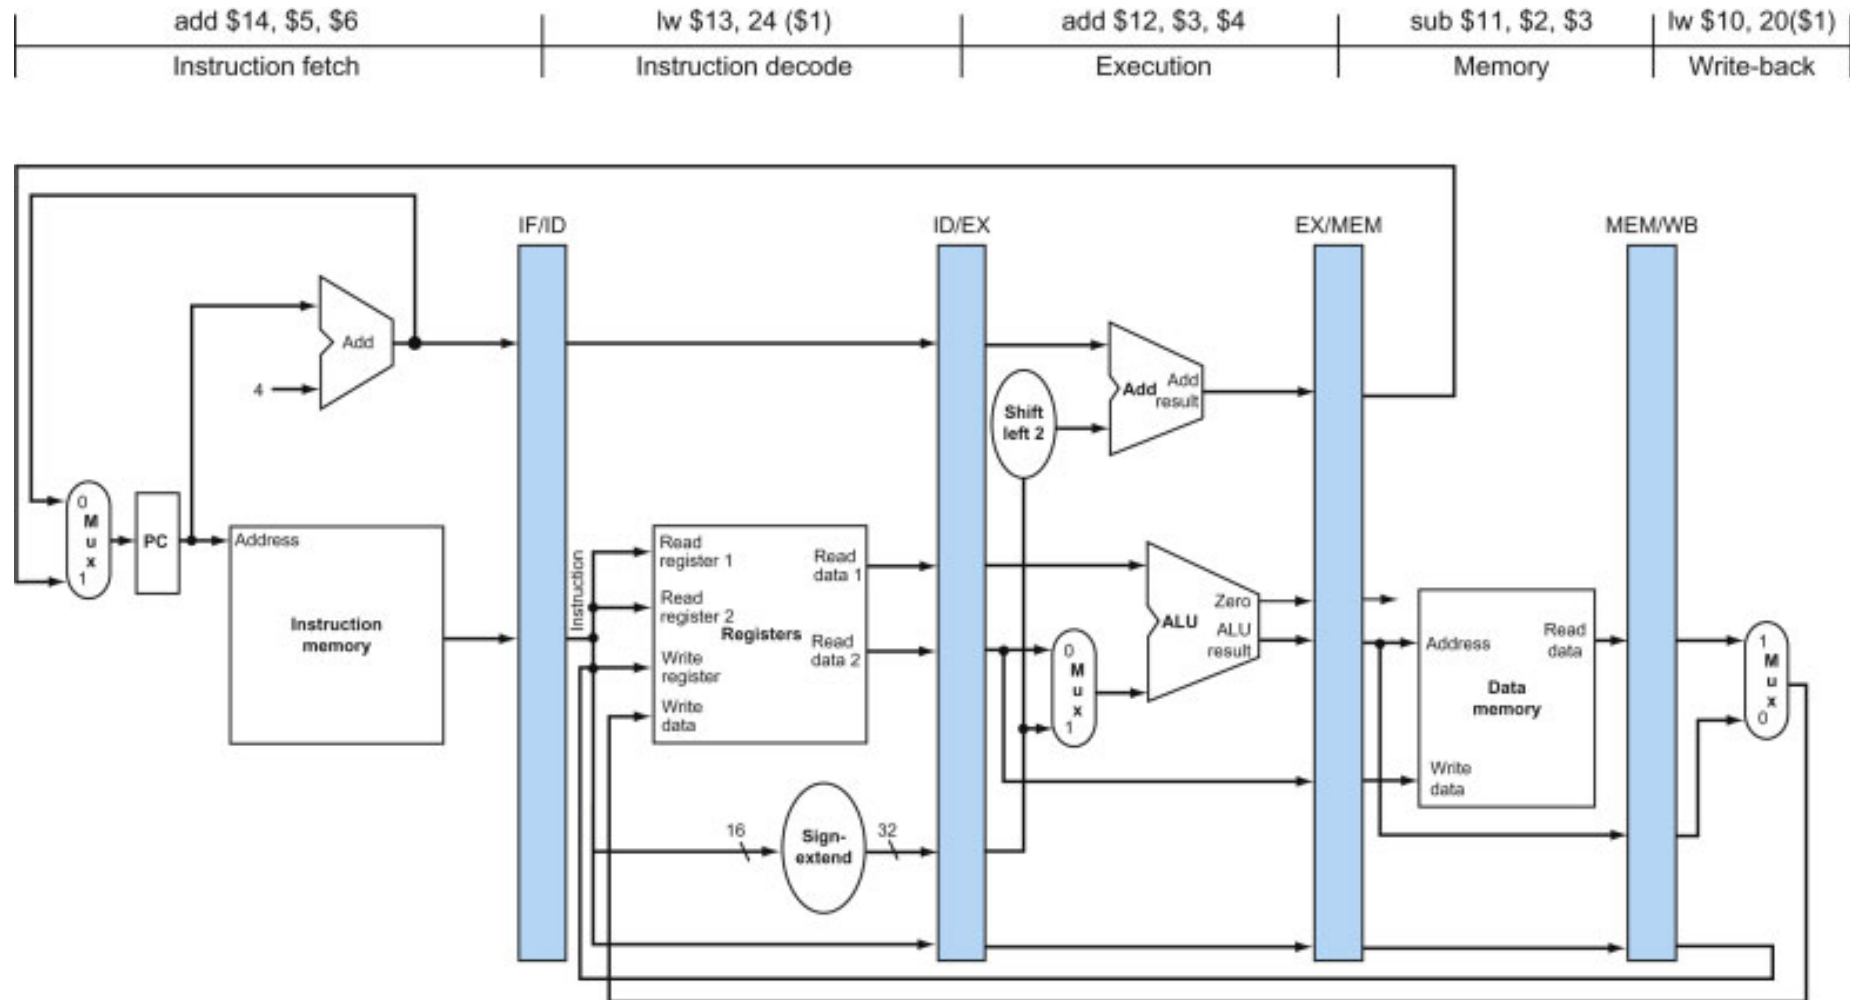 add $14, $5, $6
lw $13, 24 ($1)
add $12, $3, $4
sub $11, $2, $3
lw $10, 20($1)
Instruction fetch
Instruction decode
Execution
Memory
Write-back
IF/ID
ID/EX
EX/MEM
MEM/WB
Add
4
Add
Add
result
Shift
left 2
0
M
u
x
1
PC
Address
Instruction
memory
Instruction
Read
register 1
Read
register 2
Write
register
Write
data
Registers
Read
data 1
Read
data 2
16
Sign-
extend
32
0
M
u
x
1
ALU
Zero
ALU
result
Address
Read
data
Data
memory
Write
data
1
M
u
x
0